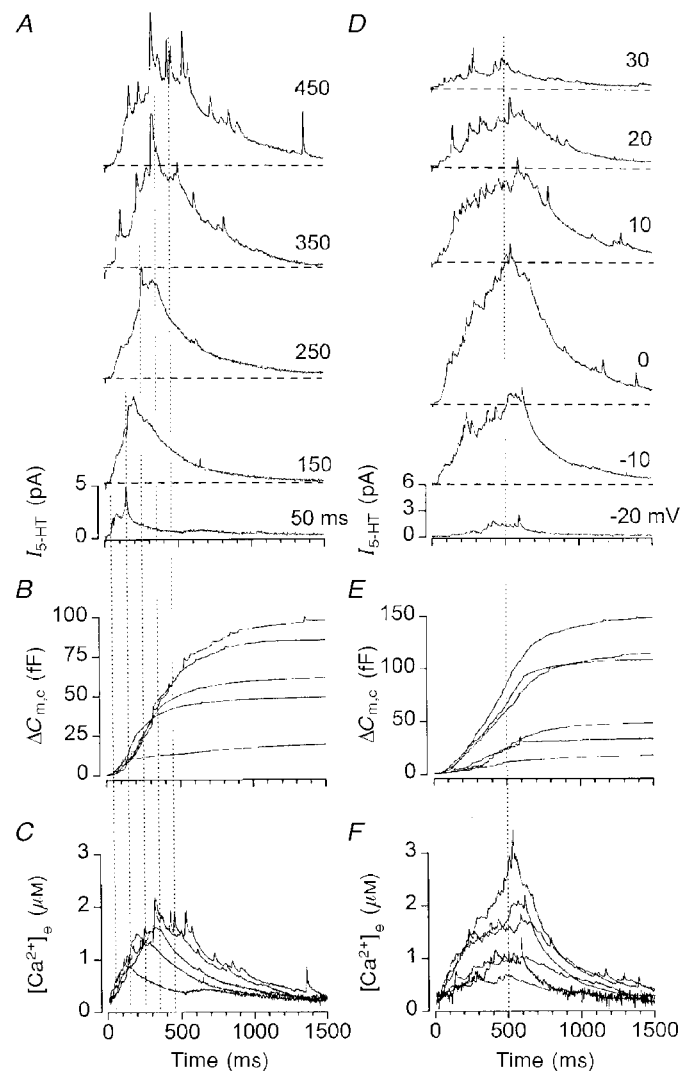 A
450
350
250
150
5
0
I5-HT (pA)
50 ms
B
100
75
50
25
0
ΔCm,c (fF)
C
3
2
1
0
[Ca2+]e (μM)
0 500 1000 1500
Time (ms)
D
30
20
10
0
-10
6
3
0
I5-HT (pA)
-20 mV
E
150
100
50
0
ΔCm,c (fF)
F
3
2
1
0
[Ca2+]e (μM)
0 500 1000 1500
Time (ms)